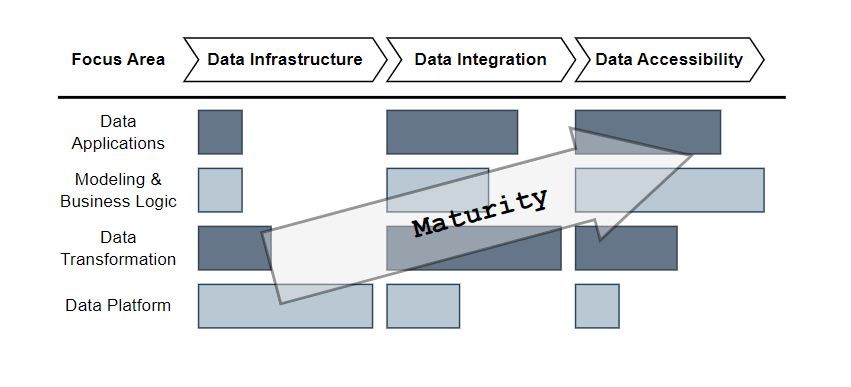 Focus Area
Data Infrastructure
Data Integration
Data Accessibility
Data
Applications
Modeling &
Business Logic
Data
Transformation
Data Platform
Maturity